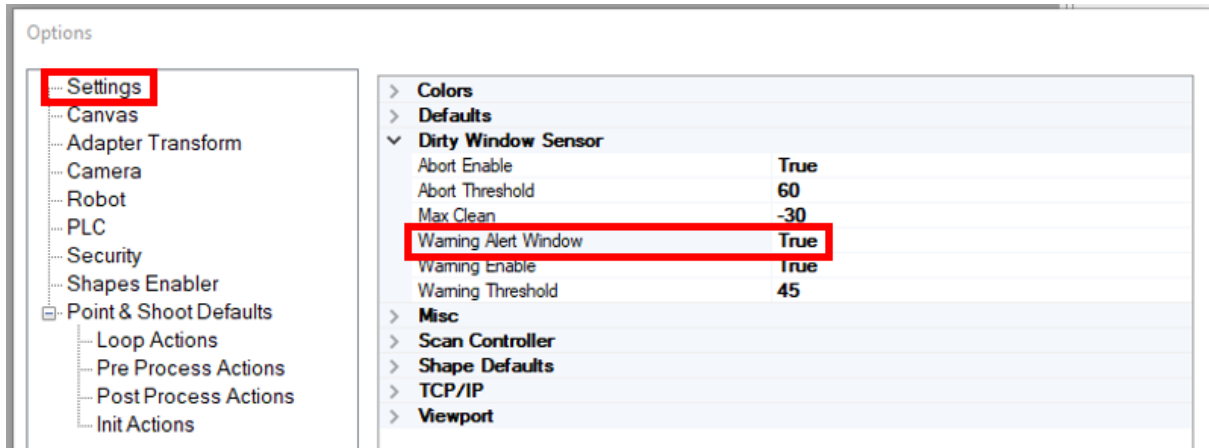 Options
Settings
Canvas
Adapter Transform
Camera
Robot
PLC
Security
Shapes Enabler
Point & Shoot Defaults
Loop Actions
Pre Process Actions
Post Process Actions
Init Actions
Colors
Defaults
Dirty Window Sensor
Abort Enable True
Abort Threshold 60
Max Clean -30
Warning Alert Window True
Warning Enable True
Warning Threshold 45
Misc
Scan Controller
Shape Defaults
TCP/IP
Viewport